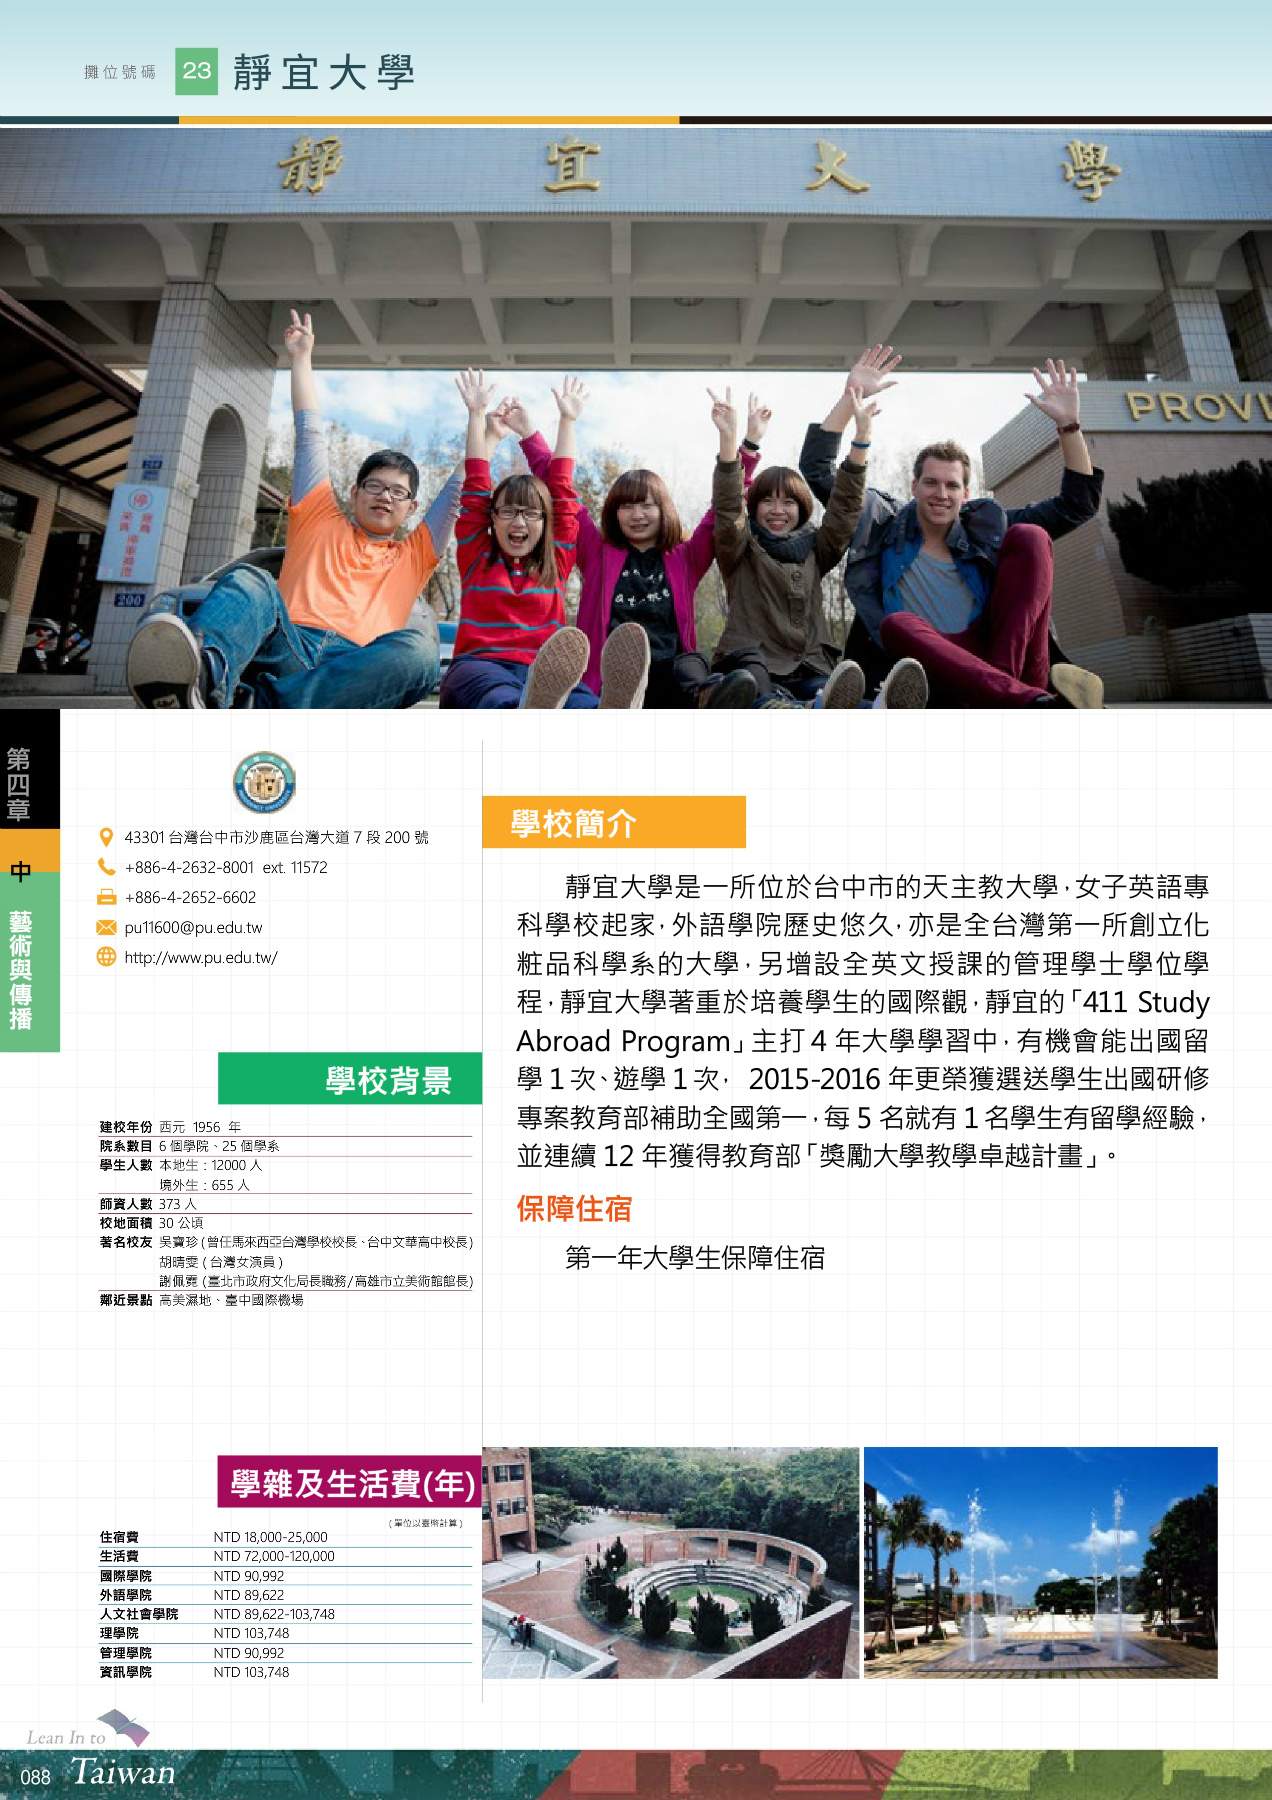 攤位號碼 23 靜宜大學
靜宜大學
PROVI
200
第四章
中
藝術與傳播
43301 台灣台中市沙鹿區台灣大道 7 段 200 號
+886-4-2632-8001 ext. 11572
+886-4-2652-6602
pu11600@pu.edu.tw
http://www.pu.edu.tw/
學校背景
建校年份 西元 1956 年
院系數目 6 個學院、25 個學系
學生人數 本地生：12000 人
境外生：655 人
師資人數 373 人
校地面積 30 公頃
著名校友 吳寶珍 (曾任馬來西亞台灣學校校長、台中文華高中校長)
胡晴雯 ( 台灣女演員 )
謝佩霓 (臺北市政府文化局長職務/高雄市立美術館館長)
鄰近景點 高美濕地、臺中國際機場
學雜及生活費(年)
( 單位以臺幣計算 )
住宿費 NTD 18,000-25,000
生活費 NTD 72,000-120,000
國際學院 NTD 90,992
外語學院 NTD 89,622
人文社會學院 NTD 89,622-103,748
理學院 NTD 103,748
管理學院 NTD 90,992
資訊學院 NTD 103,748
學校簡介
靜宜大學是一所位於台中市的天主教大學，女子英語專
科學校起家，外語學院歷史悠久，亦是全台灣第一所創立化
粧品科學系的大學，另增設全英文授課的管理學士學位學
程，靜宜大學著重於培養學生的國際觀，靜宜的「411 Study
Abroad Program」主打 4 年大學學習中，有機會能出國留
學 1 次、遊學 1 次， 2015-2016 年更榮獲選送學生出國研修
專案教育部補助全國第一，每 5 名就有 1 名學生有留學經驗，
並連續 12 年獲得教育部「獎勵大學教學卓越計畫」。
保障住宿
第一年大學生保障住宿
Lean In to
Taiwan
088